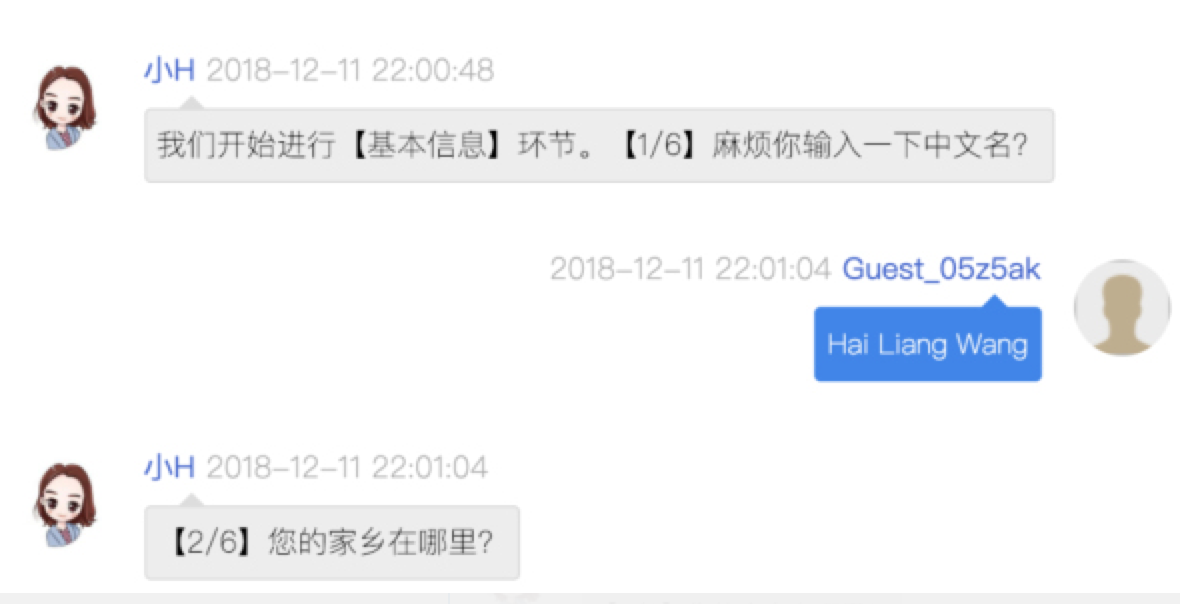 小H 2018-12-11 22:00:48
我们开始进行【基本信息】环节。【1/6】麻烦你输入一下中文名?
2018-12-11 22:01:04 Guest_05z5ak
Hai Liang Wang
小H 2018-12-11 22:01:04
【2/6】您的家乡在哪里?